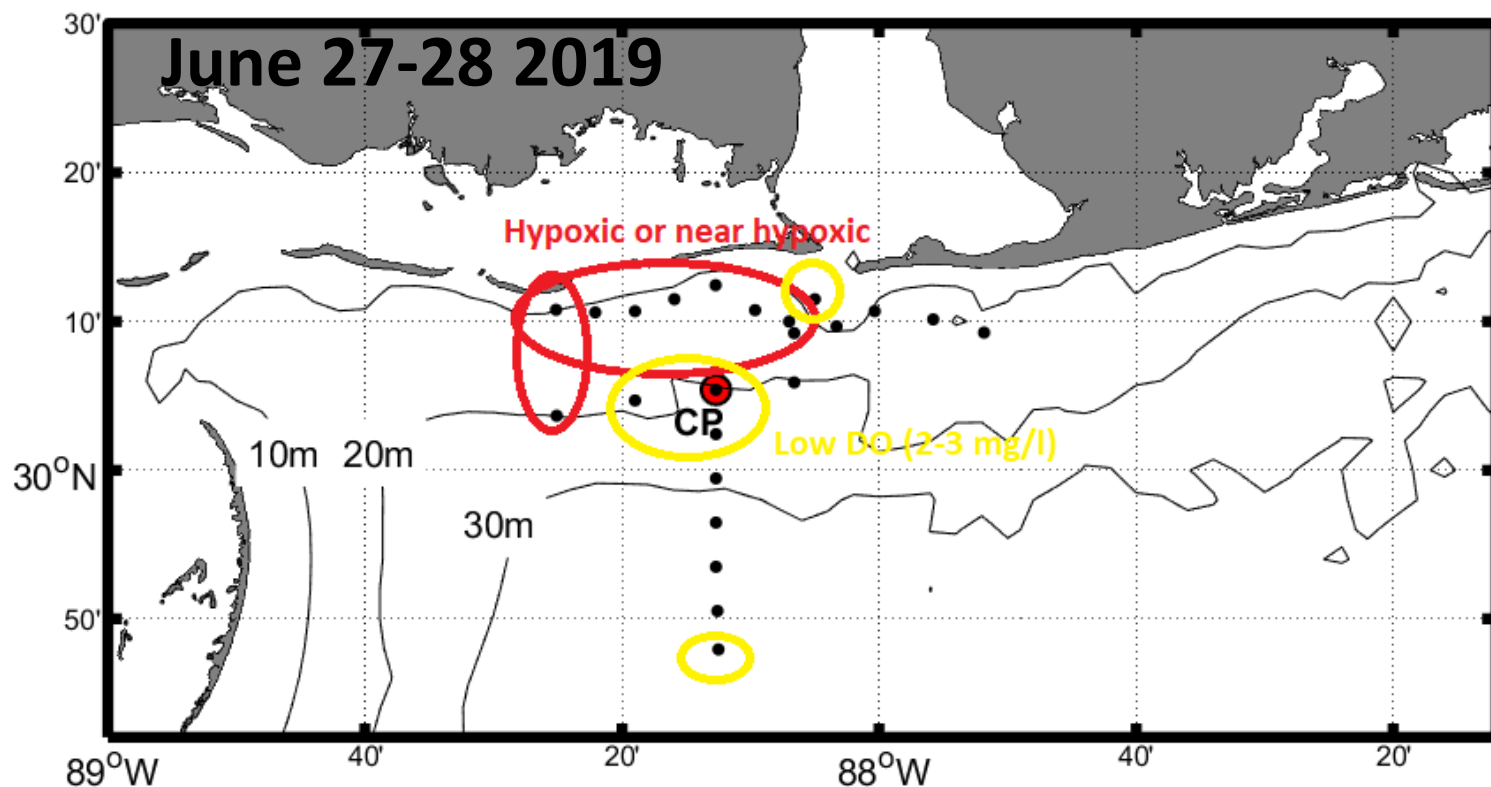 30'
June 27-28 2019
20'
Hypoxic or near hypoxic
10'
CP
Low DO (2-3 mg/l)
10m 20m
30°N
30m
50'
89°W
40'
20'
88°W
40'
20'